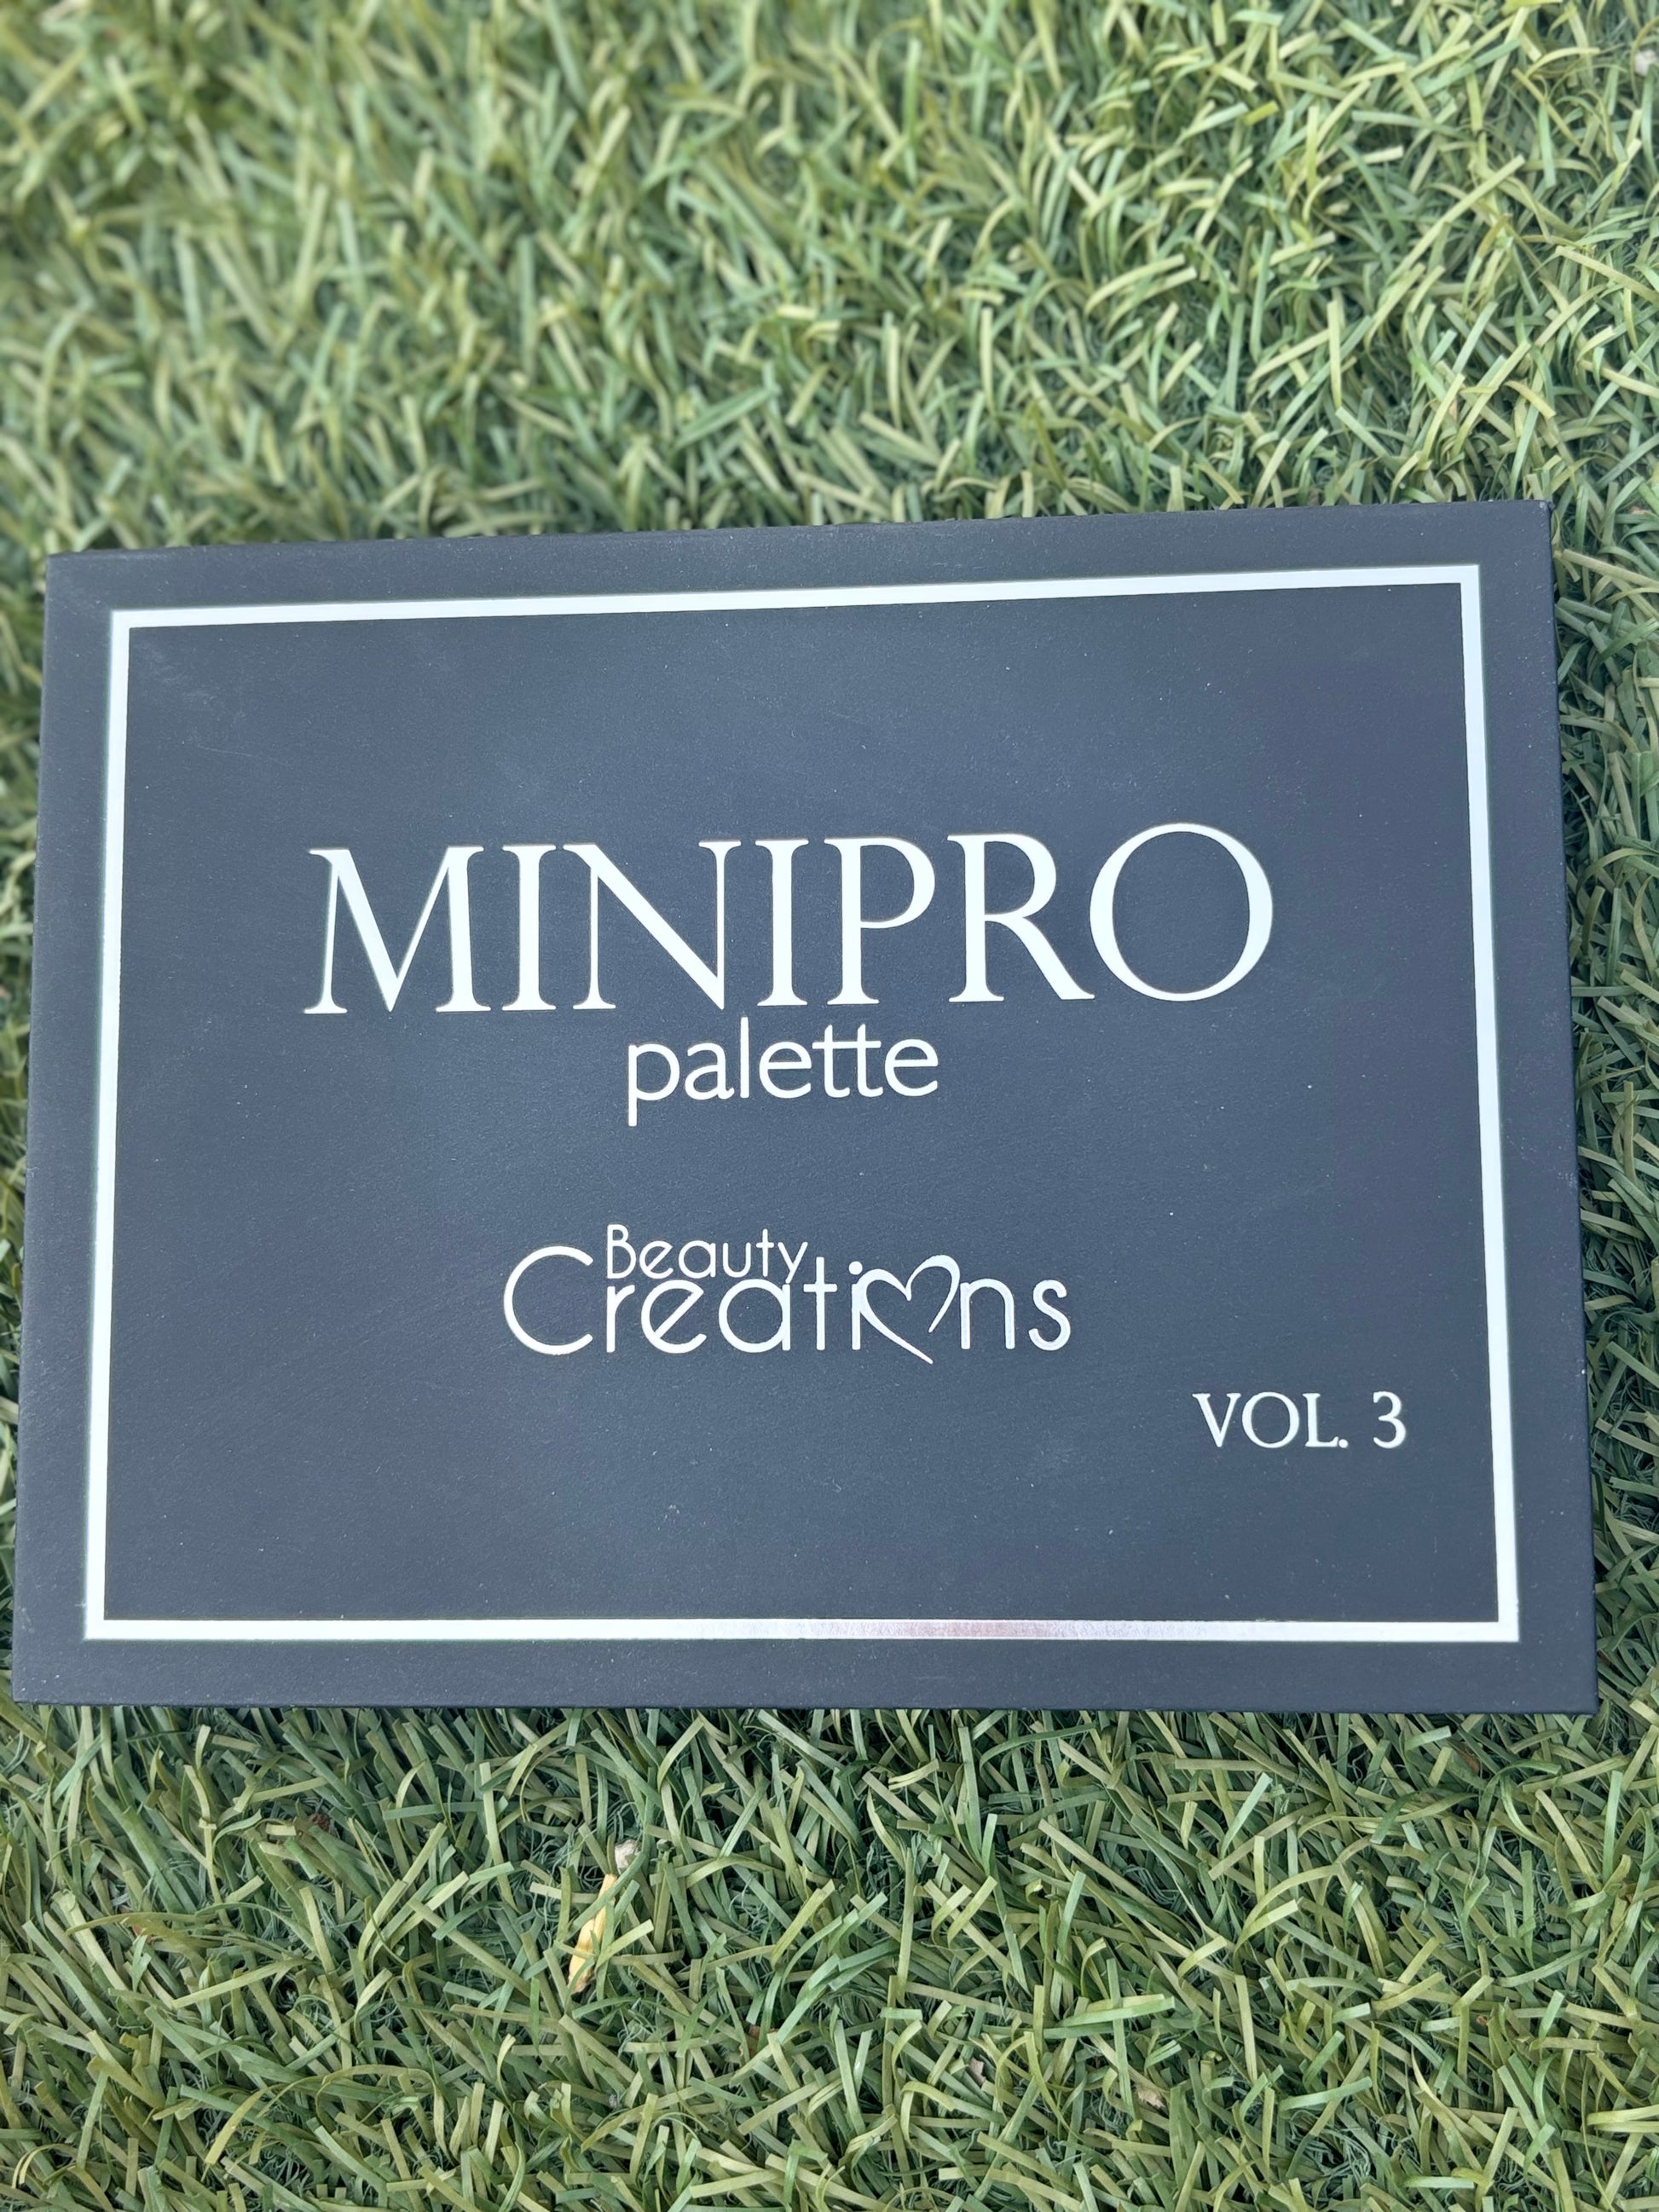 MINIPRO
palette
Beauty
Creations
VOL. 3